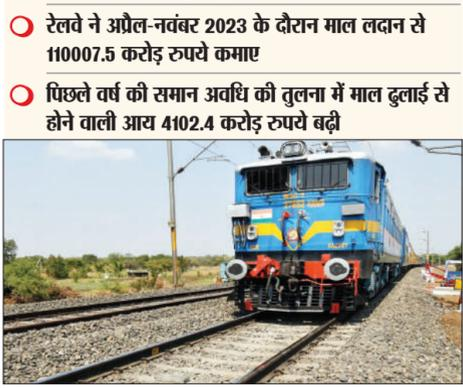 रेलवे ने अप्रैल-नवंबर 2023 के दौरान माल लदान से
110007.5 करोड़ रुपये कमाए
पिछले वर्ष की समान अवधि की तुलना में माल ढुलाई से
होने वाली आय 4102.4 करोड़ रुपये बढ़ी